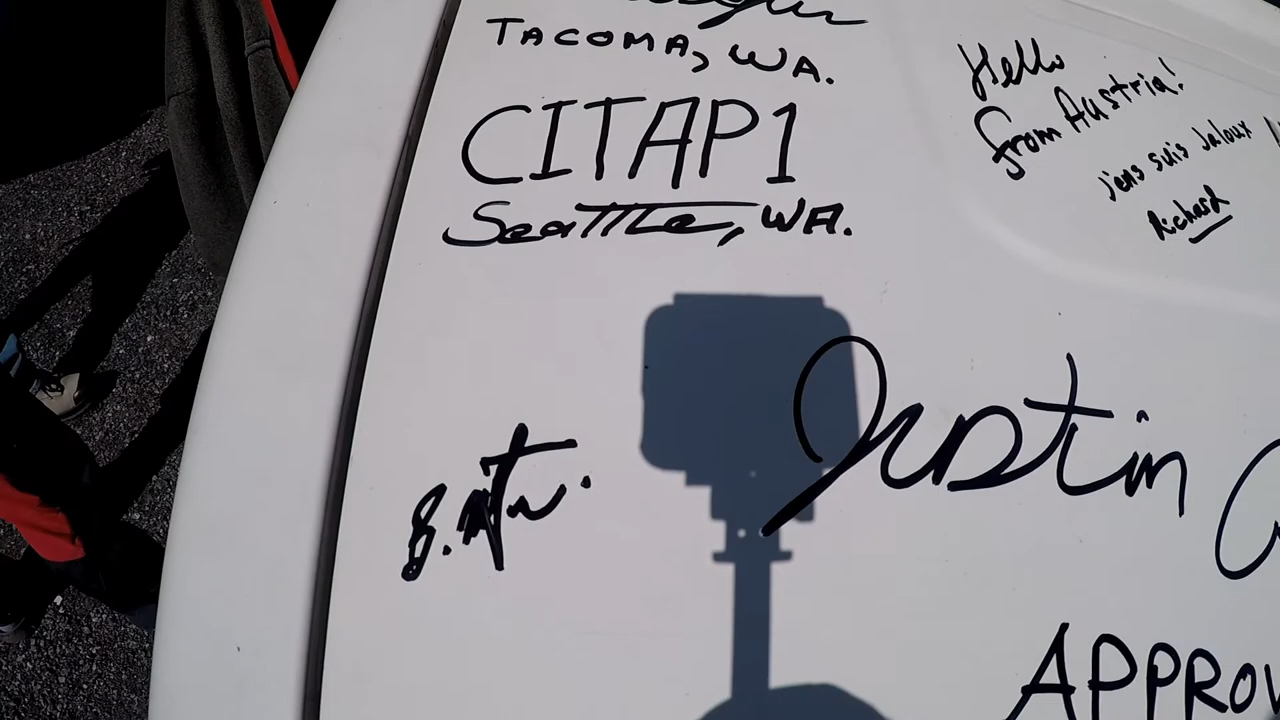 TACOMA, WA.
CITAP1
Seattle, WA.
Hello
from Austria!
j'ens suis Jaloux
Richard
Justin
APPROV